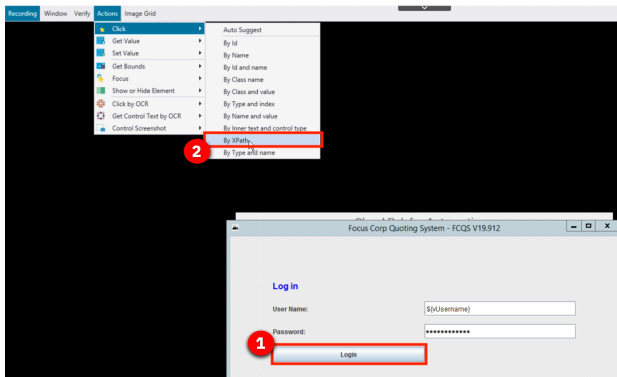 Recording Window Verify Actions Image Grid
Click
Get Value
Set Value
Get Bounds
Focus
Show or Hide Element
Click by OCR
Get Control Text by OCR
Control Screenshot
Auto Suggest
By Id
By Name
By Id and name
By Class name
By Class and value
By Type and index
By Name and value
By Inner text and control type
By XPath
By Type and name
2
Focus Corp Quoting System - FCQS V19.912
Log in
User Name: ${vUsername}
Password: ************
1
Login